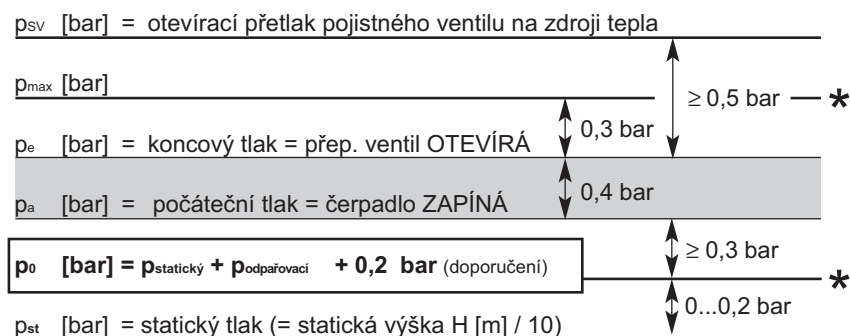 pSV [bar] = otevírací přetlak pojistného ventilu na zdroji tepla
pmax [bar]
≥ 0,5 bar *
0,3 bar
pe [bar] = koncový tlak = přep. ventil OTEVÍRÁ
pa [bar] = počáteční tlak = čerpadlo ZAPÍNÁ
0,4 bar
p0 [bar] = pstatický + podpařovací + 0,2 bar (doporučení)
≥ 0,3 bar
*
pst [bar] = statický tlak (= statická výška H [m] / 10)
0...0,2 bar